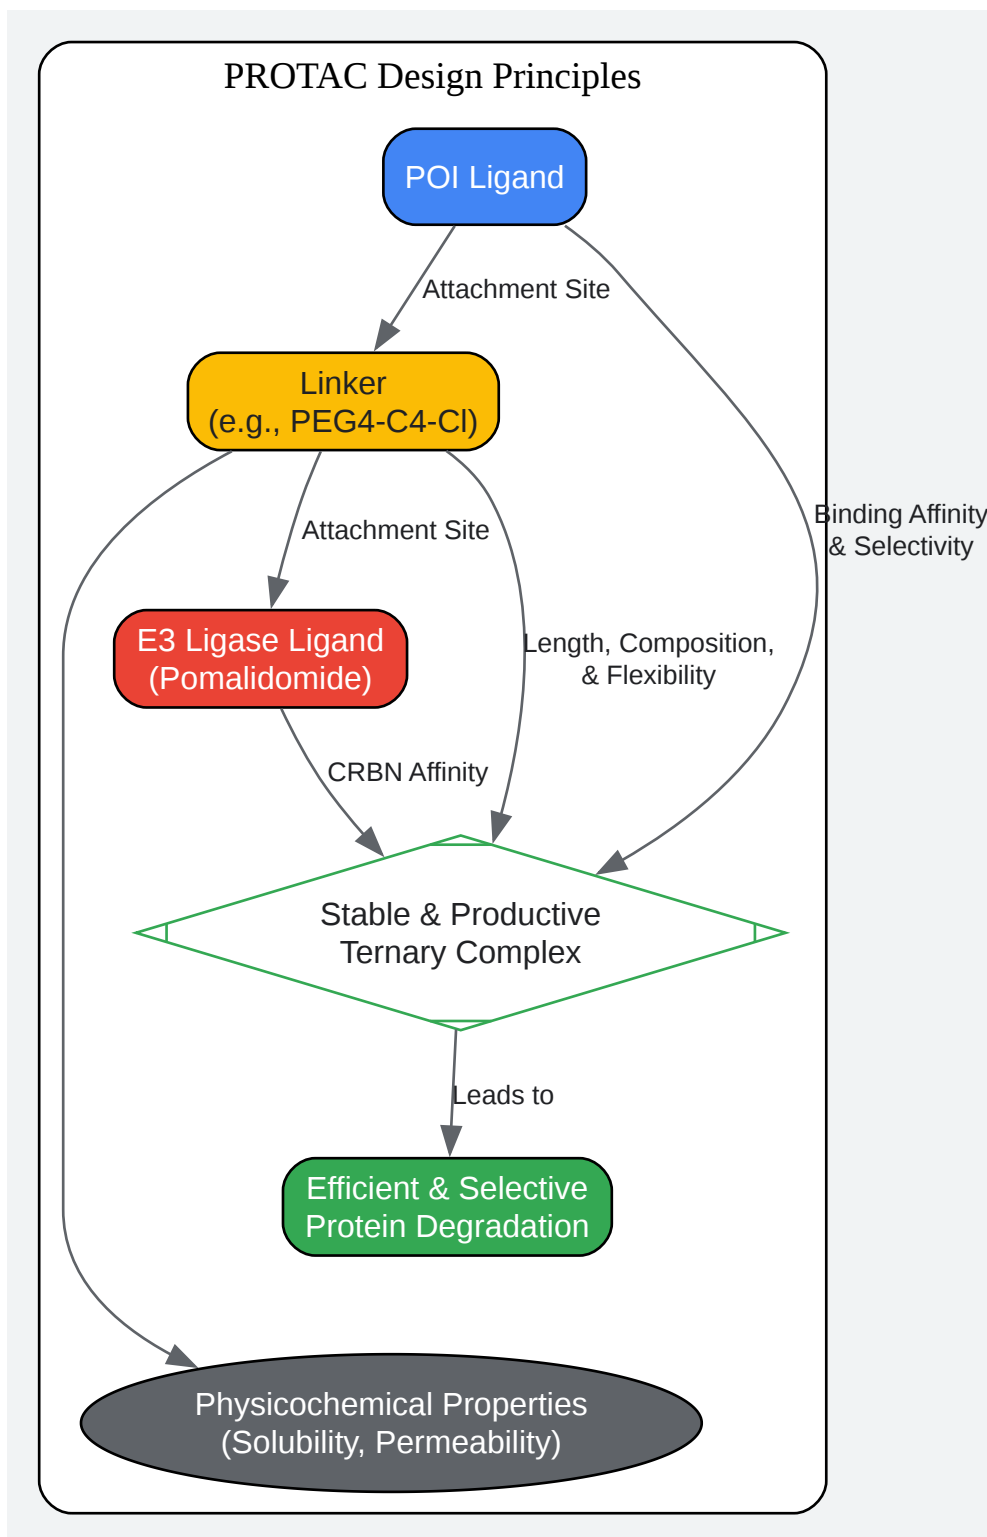 PROTAC Design Principles
POI Ligand
Attachment Site
Linker
(e.g., PEG4-C4-Cl)
Binding Affinity
& Selectivity
Attachment Site
E3 Ligase Ligand
(Pomalidomide)
Length, Composition,
& Flexibility
CRBN Affinity
Stable & Productive
Ternary Complex
Leads to
Efficient & Selective
Protein Degradation
Physicochemical Properties
(Solubility, Permeability)